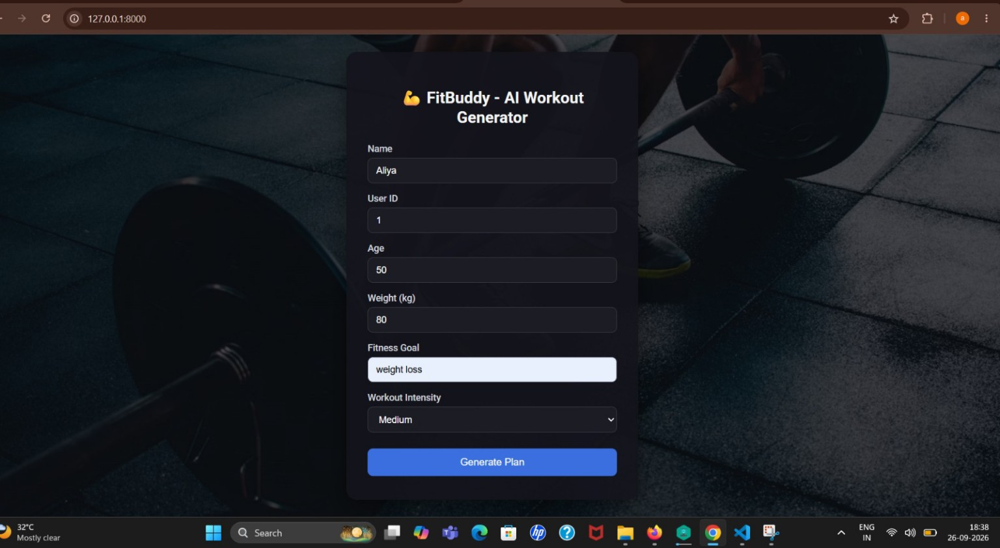 127.0.0.1:8000
a
💪 FitBuddy - AI Workout
Generator
Name
Aliya
User ID
1
Age
50
Weight (kg)
80
Fitness Goal
weight loss
Workout Intensity
Medium
Generate Plan
32°C
Mostly clear
Search
hp
ENG
IN
18:38
26-09-2026